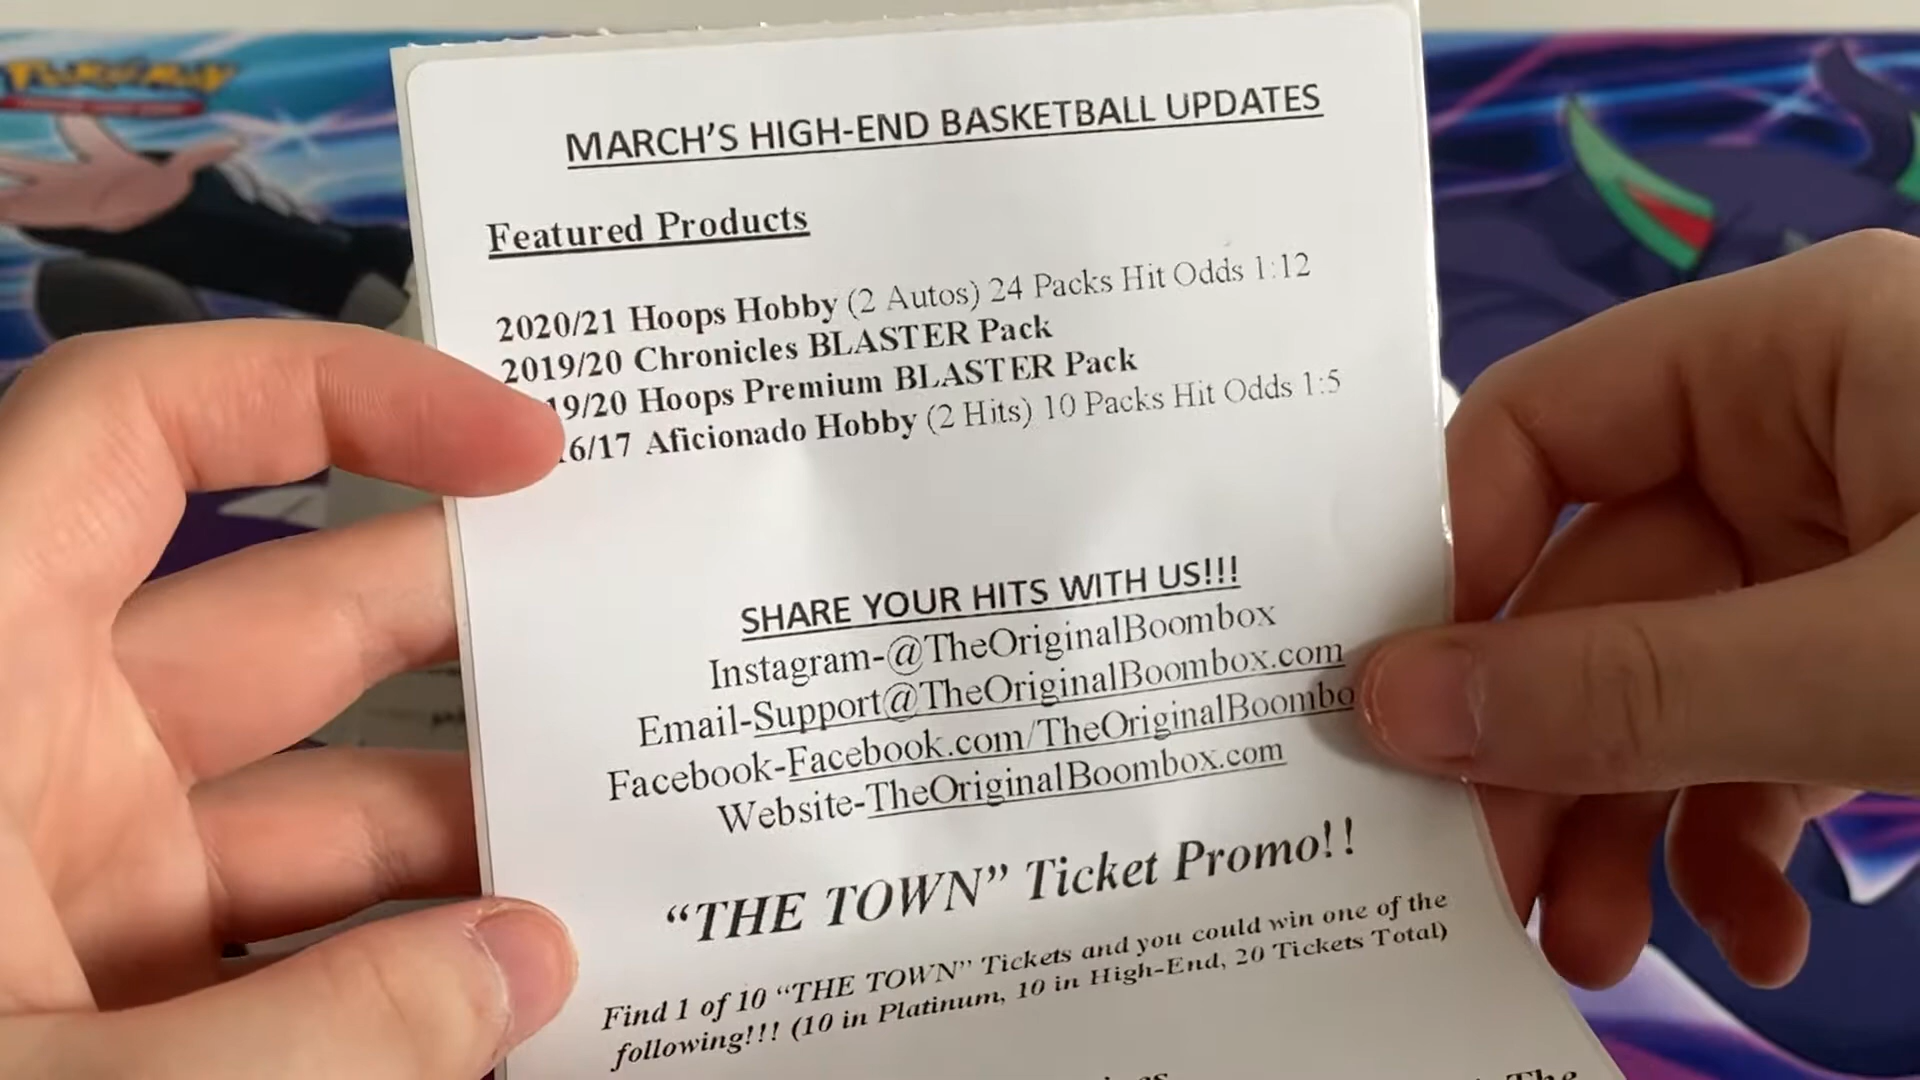 Pokémon
MARCH'S HIGH-END BASKETBALL UPDATES
Featured Products
2020/21 Hoops Hobby (2 Autos) 24 Packs Hit Odds 1:12
2019/20 Chronicles BLASTER Pack
19/20 Hoops Premium BLASTER Pack
6/17 Aficionado Hobby (2 Hits) 10 Packs Hit Odds 1:5
SHARE YOUR HITS WITH US!!!
Instagram-@TheOriginalBoombox
Email-Support@TheOriginalBoombox.com
Facebook-Facebook.com/TheOriginalBoombo
Website-TheOriginalBoombox.com
“THE TOWN” Ticket Promo!!
Find 1 of 10 “THE TOWN” Tickets and you could win one of the
following!!! (10 in Platinum, 10 in High-End, 20 Tickets Total)
The